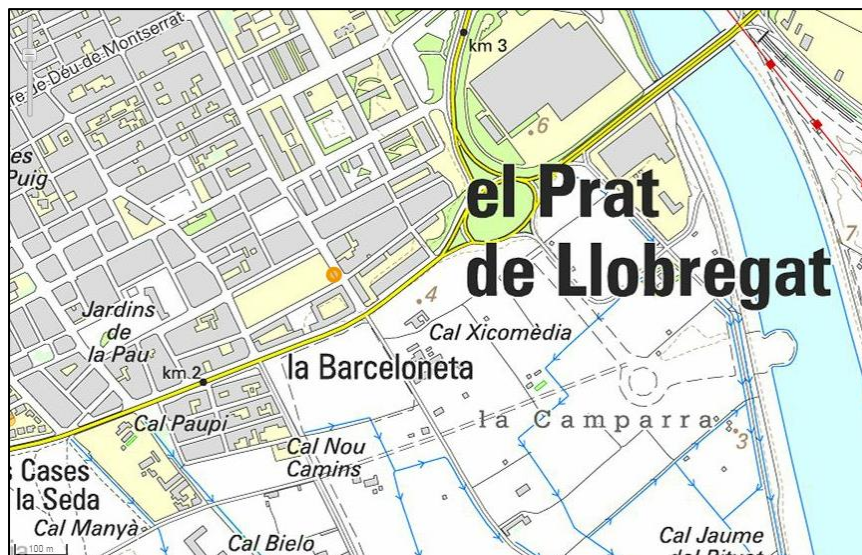 km 3
re-de-Déu-de-Montserrat
6
es
Puig
el Prat
de Llobregat
7
4
Jardins
de
la Pau
Cal Xicomèdia
km 2
la Barceloneta
Cal Paupi
la Camparra
3
Cal Nou
Camins
s Cases
la Seda
Cal Manyà
Cal Bielo
Cal Jaume
100 m